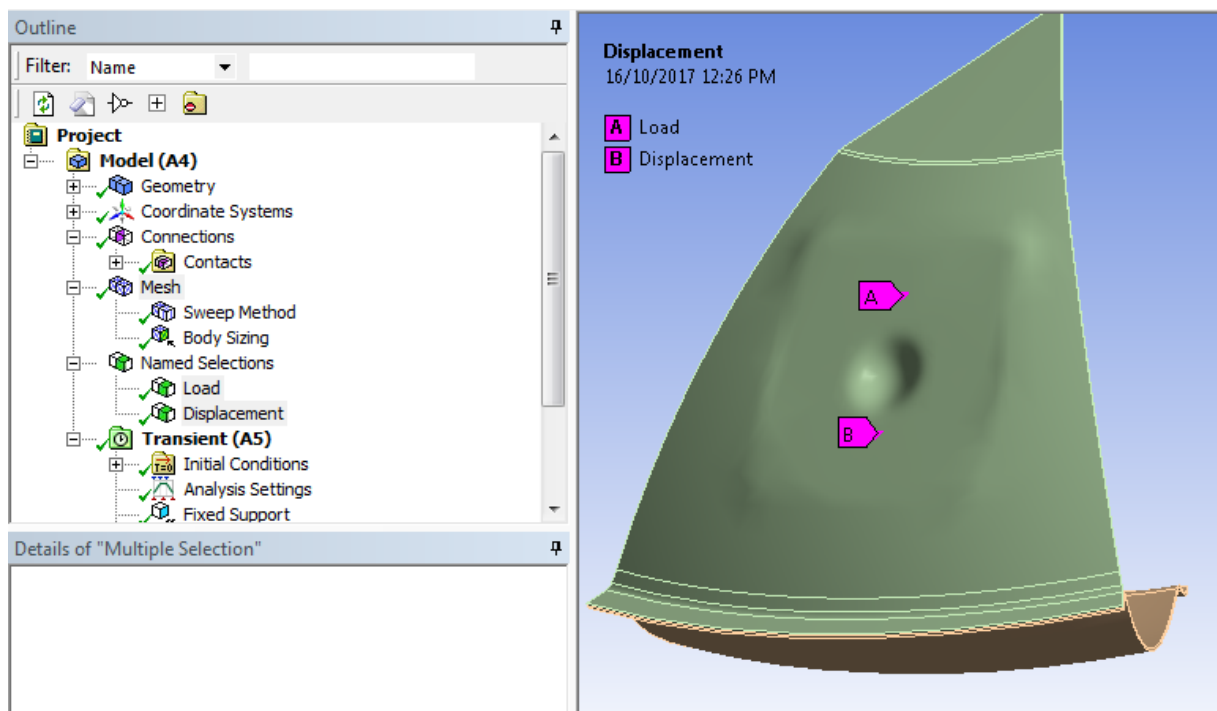 Outline
Filter: Name
Project
Model (A4)
Geometry
Coordinate Systems
Connections
Contacts
Mesh
Sweep Method
Body Sizing
Named Selections
Load
Displacement
Transient (A5)
T=0
Initial Conditions
Analysis Settings
Fixed Support
Details of "Multiple Selection"
Displacement
16/10/2017 12:26 PM
A Load
B Displacement
A
B